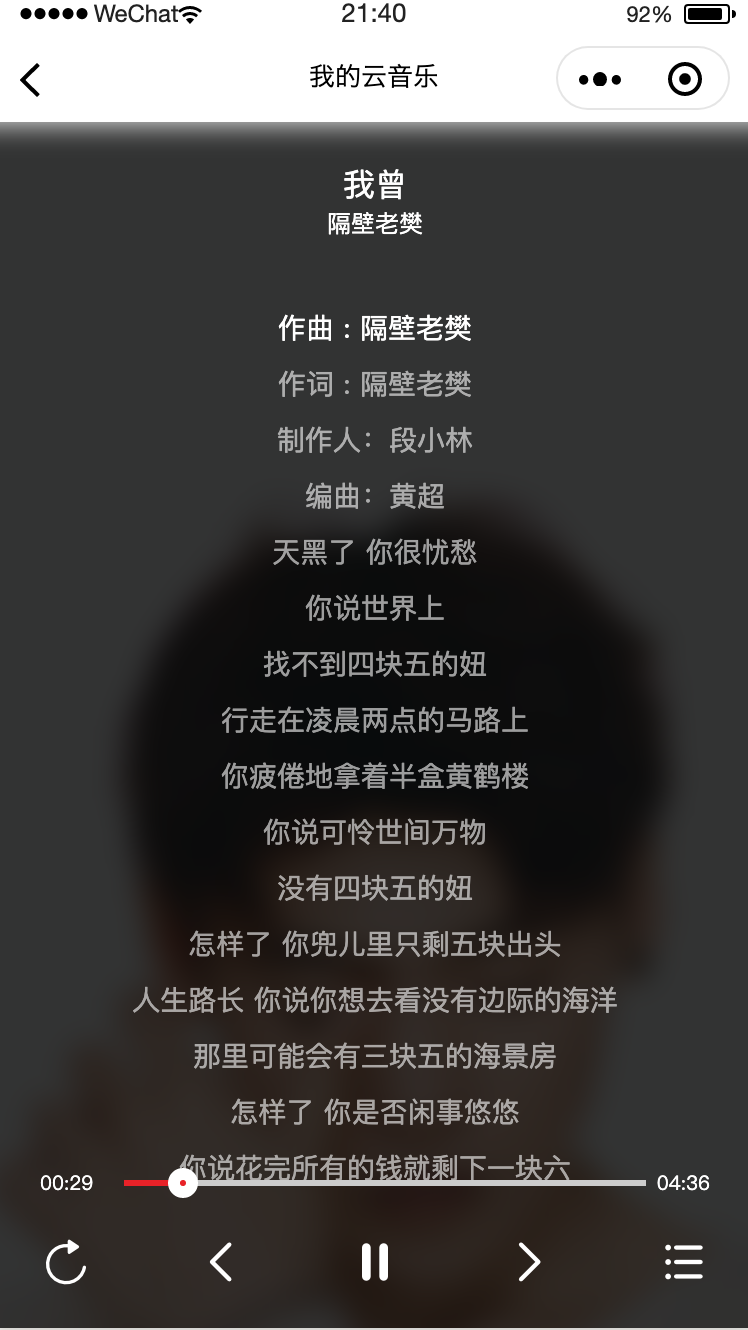 ●●●●● WeChat 21:40 92%
我的云音乐
我曾
隔壁老樊
作曲 : 隔壁老樊
作词 : 隔壁老樊
制作人：段小林
编曲：黄超
天黑了 你很忧愁
你说世界上
找不到四块五的妞
行走在凌晨两点的马路上
你疲倦地拿着半盒黄鹤楼
你说可怜世间万物
没有四块五的妞
怎样了 你兜儿里只剩五块出头
人生路长 你说你想去看没有边际的海洋
那里可能会有三块五的海景房
怎样了 你是否闲事悠悠
你说花完所有的钱就剩下一块六
00:29 04:36